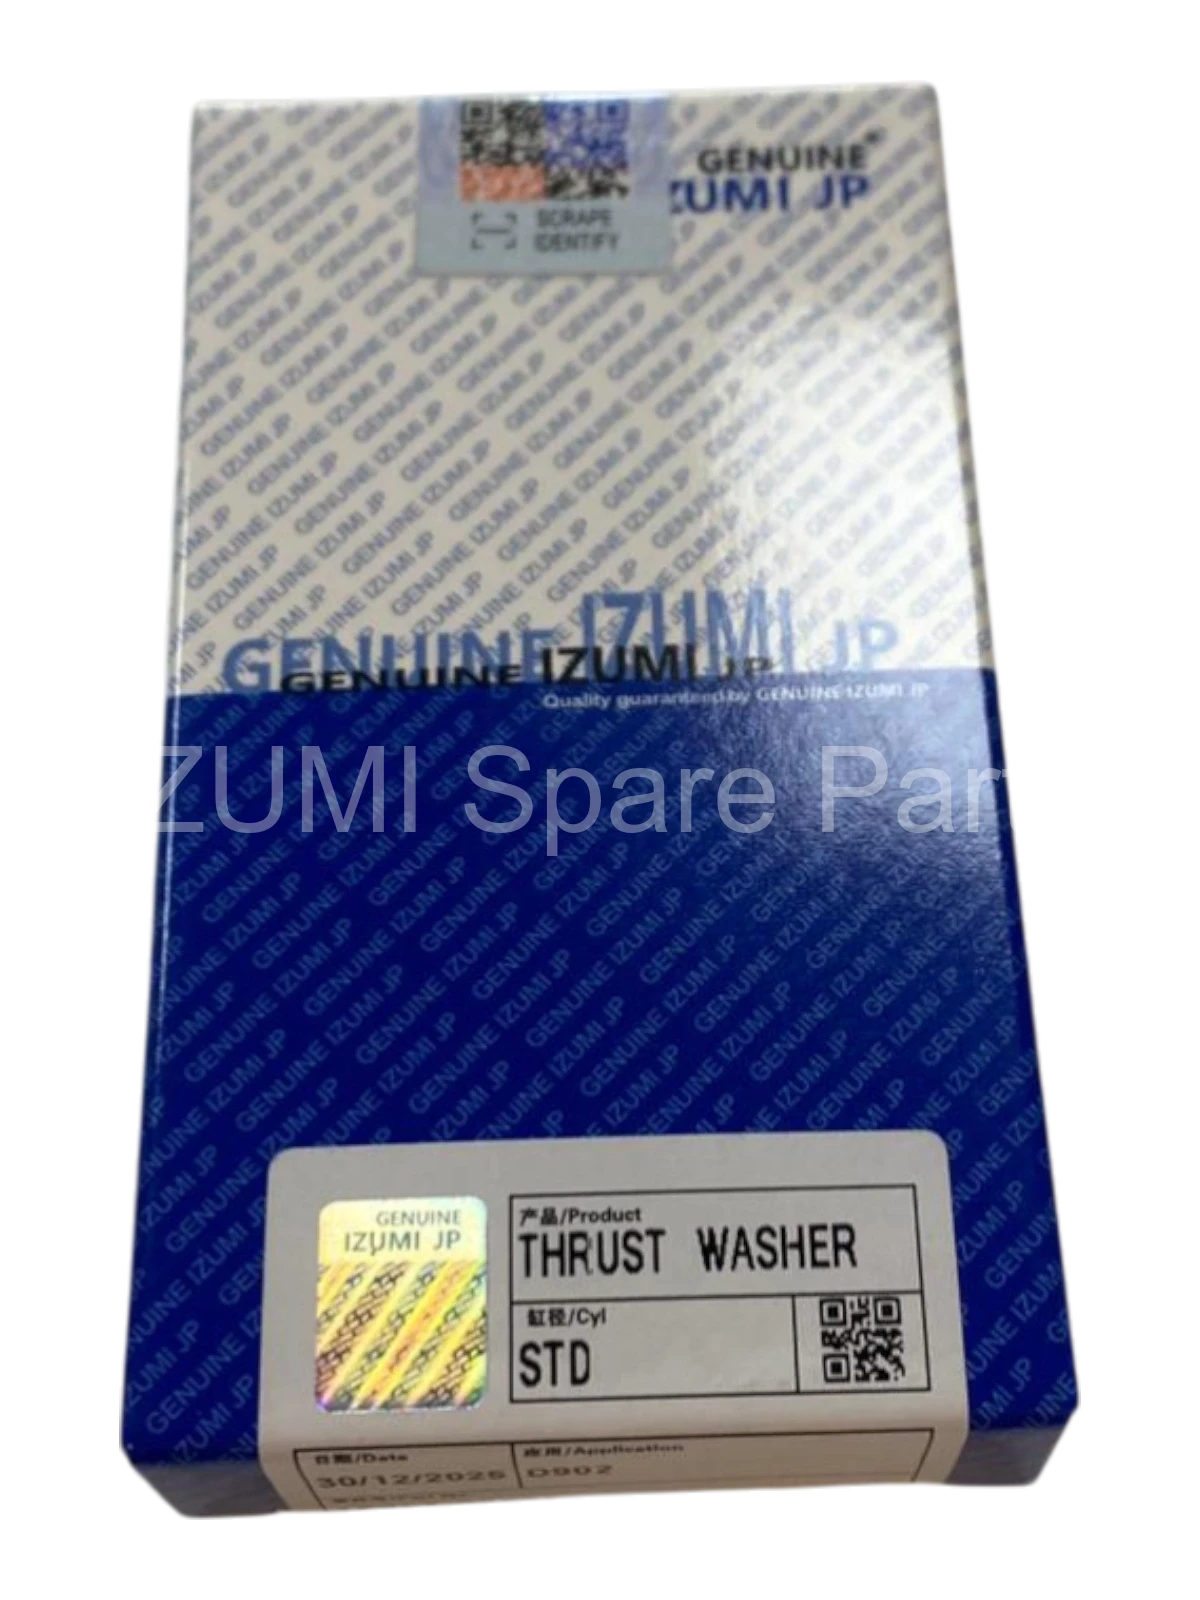 GENUINE
IZUMI JP
SCRAPE
IDENTIFY
GENUINE IZUMI JP
GENUINE IZUMI JP
Quality guaranteed by GENUINE IZUMI JP
IZUMI Spare Part
GENUINE
IZUMI JP
产品/Product
THRUST WASHER
缸径/Cyl
STD
日期/Date
30/12/2025
应用/Application
D902